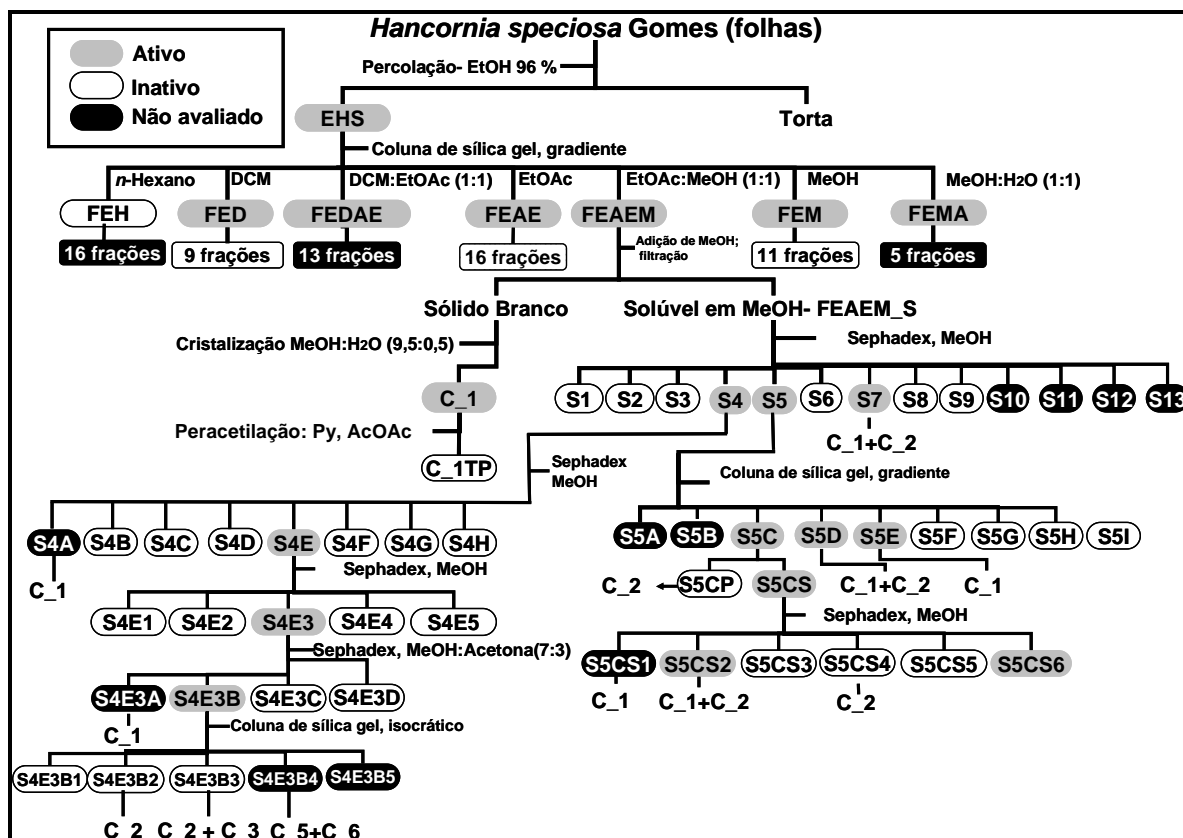 Hancornia speciosa Gomes (folhas)
Ativo
Inativo
Não avaliado
Percolação- EtOH 96 %
EHS
Torta
Coluna de sílica gel, gradiente
n-Hexano DCM DCM:EtOAc (1:1) EtOAc EtOAc:MeOH (1:1) MeOH MeOH:H2O (1:1)
FEH FED FEDAE FEAE FEAEM FEM FEMA
16 frações 9 frações 13 frações 16 frações 11 frações 5 frações
Adição de MeOH;
filtração
Sólido Branco Solúvel em MeOH- FEAEM_S
Cristalização MeOH:H2O (9,5:0,5)
Sephadex, MeOH
C_1
S1 S2 S3 S4 S5 S6 S7 S8 S9 S10 S11 S12 S13
Peracetilação: Py, AcOAc
C_1+C_2
C_1TP
Sephadex
MeOH
Coluna de sílica gel, gradiente
S4A S4B S4C S4D S4E S4F S4G S4H
S5A S5B S5C S5D S5E S5F S5G S5H S5I
C_1
Sephadex, MeOH
C_2 S5CP S5CS C_1+C_2 C_1
S4E1 S4E2 S4E3 S4E4 S4E5
Sephadex, MeOH
Sephadex, MeOH:Acetona(7:3)
S5CS1 S5CS2 S5CS3 S5CS4 S5CS5 S5CS6
C_1 C_1+C_2 C_2
S4E3A S4E3B S4E3C S4E3D
C_1
Coluna de sílica gel, isocrático
S4E3B1 S4E3B2 S4E3B3 S4E3B4 S4E3B5
C_2 C_2 + C_3 C_5+C_6